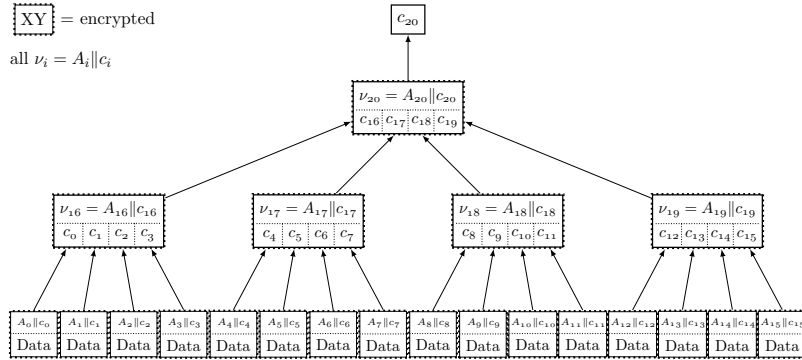 XY = encrypted
c₂₀
all ν_i = A_i‖c_i
ν₂₀ = A₂₀‖c₂₀
c₁₆ c₁₇ c₁₈ c₁₉
ν₁₆ = A₁₆‖c₁₆ ν₁₇ = A₁₇‖c₁₇ ν₁₈ = A₁₈‖c₁₈ ν₁₉ = A₁₉‖c₁₉
c₀ c₁ c₂ c₃ c₄ c₅ c₆ c₇ c₈ c₉ c₁₀ c₁₁ c₁₂ c₁₃ c₁₄ c₁₅
A₀‖c₀ A₁‖c₁ A₂‖c₂ A₃‖c₃ A₄‖c₄ A₅‖c₅ A₆‖c₆ A₇‖c₇ A₈‖c₈ A₉‖c₉ A₁₀‖c₁₀ A₁₁‖c₁₁ A₁₂‖c₁₂ A₁₃‖c₁₃ A₁₄‖c₁₄ A₁₅‖c₁₅
Data Data Data Data Data Data Data Data Data Data Data Data Data Data Data Data